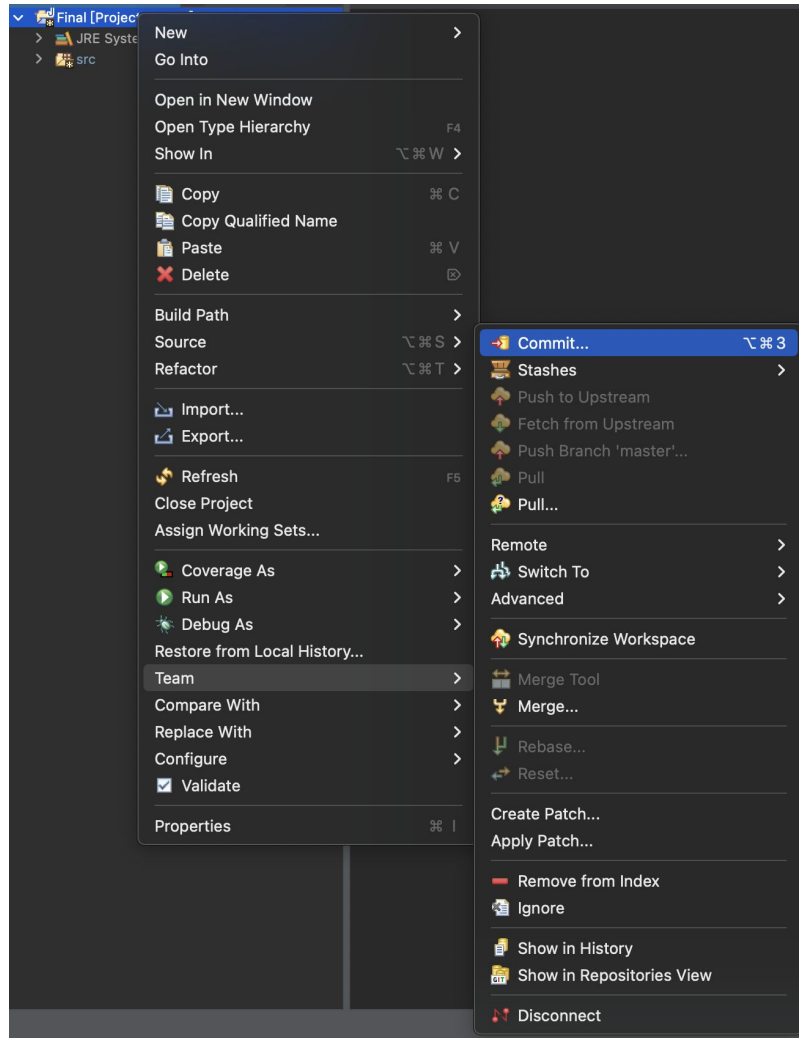 Final [Project
JRE Syste
src
New
Go Into
Open in New Window
Open Type Hierarchy F4
Show In ⌥⌘W
Copy ⌘C
Copy Qualified Name
Paste ⌘V
Delete ⌦
Build Path
Source ⌥⌘S
Refactor ⌥⌘T
Import...
Export...
Refresh F5
Close Project
Assign Working Sets...
Coverage As
Run As
Debug As
Restore from Local History...
Team
Compare With
Replace With
Configure
Validate
Properties ⌘I
Commit... ⌥⌘3
Stashes
Push to Upstream
Fetch from Upstream
Push Branch 'master'...
Pull
Pull...
Remote
Switch To
Advanced
Synchronize Workspace
Merge Tool
Merge...
Rebase...
Reset...
Create Patch...
Apply Patch...
Remove from Index
Ignore
Show in History
GIT Show in Repositories View
Disconnect